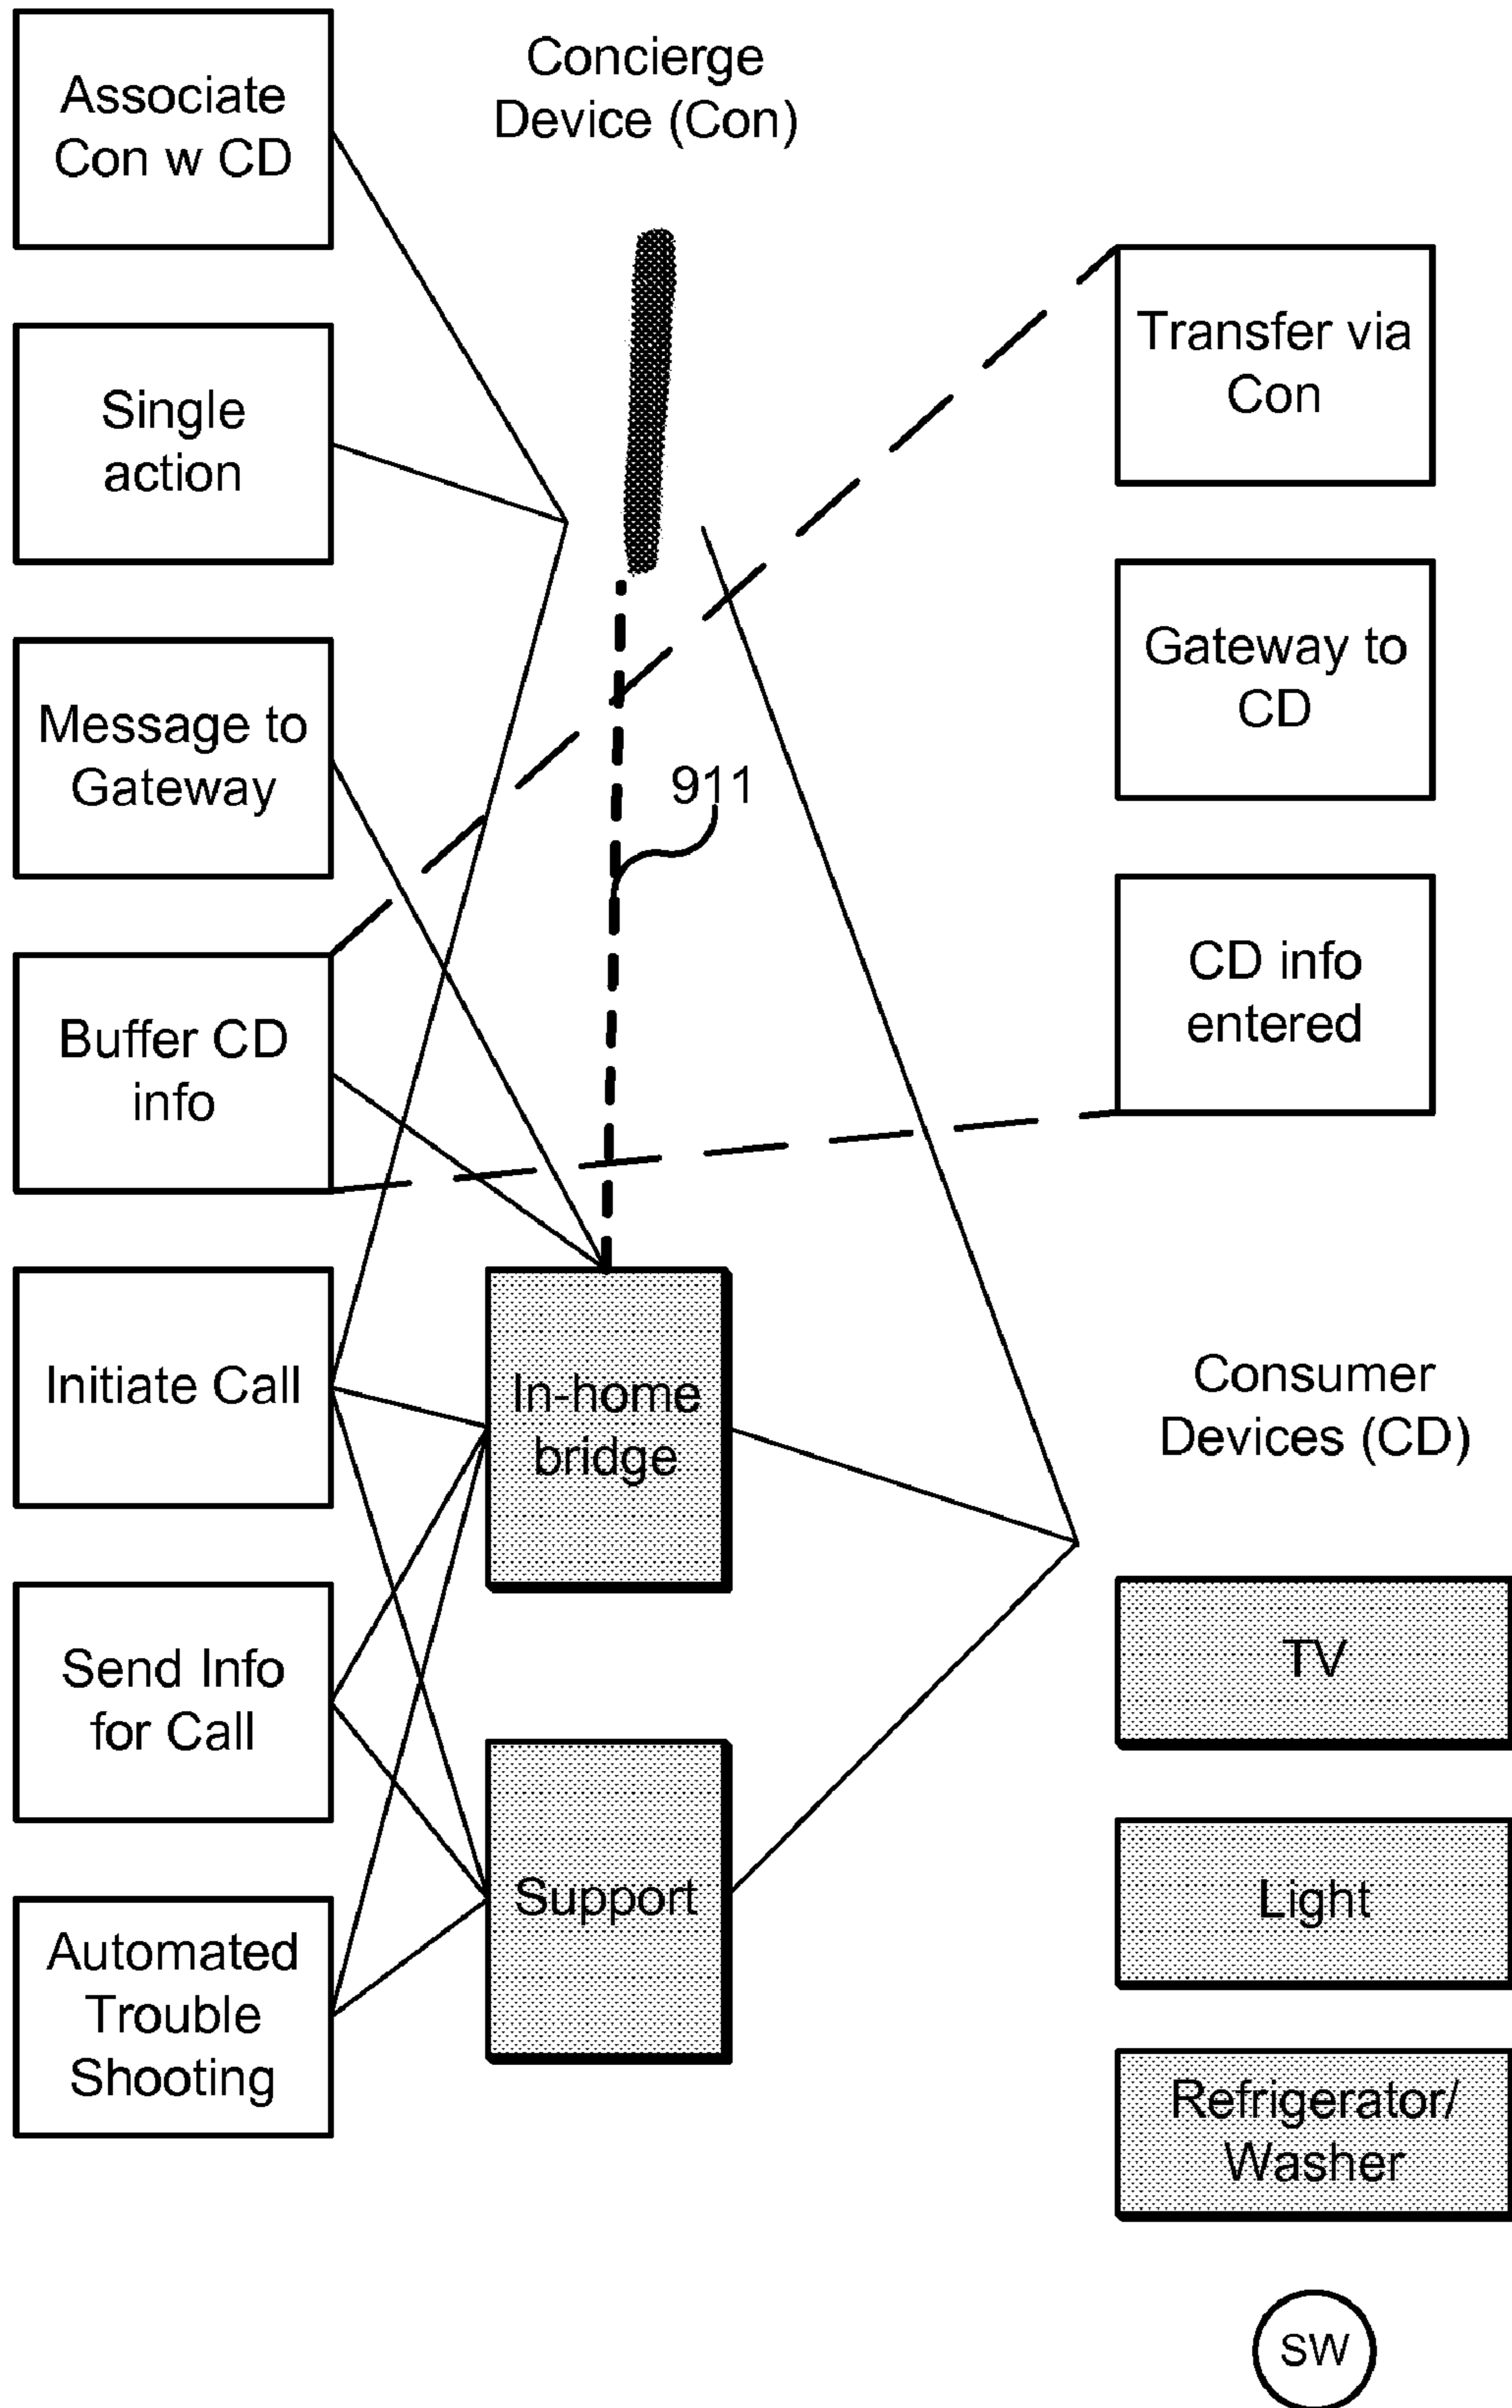 Associate
Con w CD
Single
action
Message to
Gateway
Buffer CD
info
Initiate Call
Send Info
for Call
Automated
Trouble
Shooting
Concierge
Device (Con)
911
In-home
bridge
Support
Transfer via
Con
Gateway to
CD
CD info
entered
Consumer
Devices (CD)
TV
Light
Refrigerator/
Washer
SW